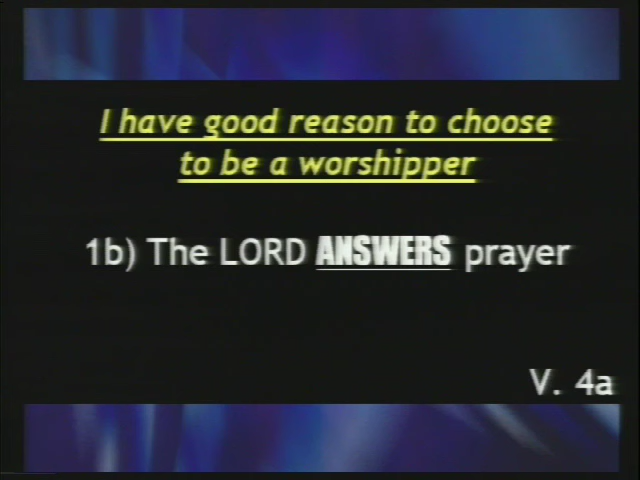 I have good reason to choose
to be a worshipper
1b) The LORD ANSWERS prayer
V. 4a